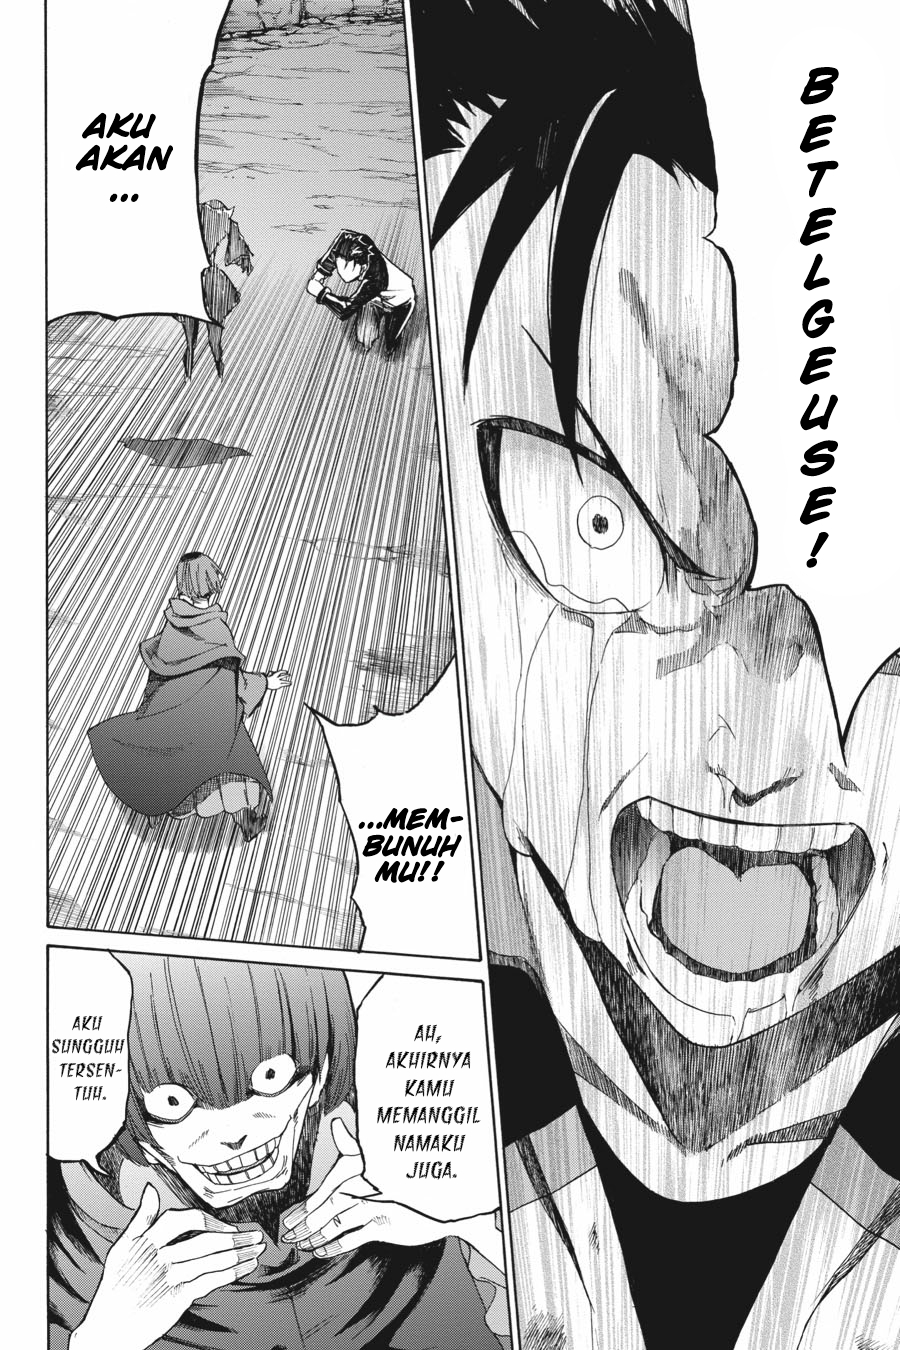 BETELGEUSE!
AKU
AKAN
...
...MEM-
BUNUH
MU!!
AH,
AKHIRNYA
KAMU
MEMANGGIL
NAMAKU
JUGA.
AKU
SUNGGUH
TERSEN-
TUH.